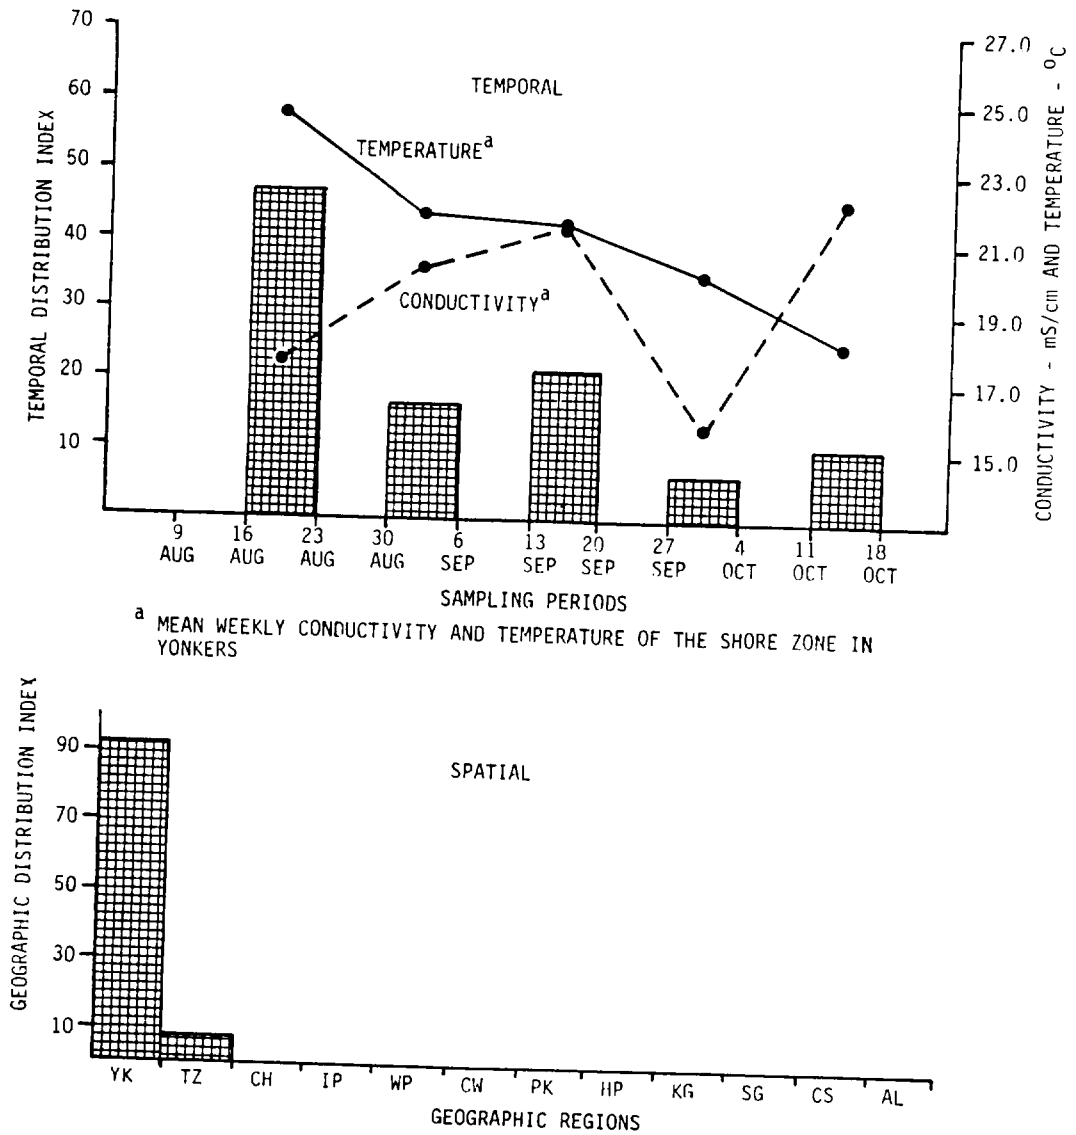 70
60
50
40
30
20
10
TEMPORAL DISTRIBUTION INDEX
TEMPORAL
TEMPERATURE^a
CONDUCTIVITY^a
27.0
25.0
23.0
21.0
19.0
17.0
15.0
CONDUCTIVITY - mS/cm AND TEMPERATURE - °C
9 AUG
16 AUG
23 AUG
30 AUG
6 SEP
13 SEP
20 SEP
27 SEP
4 OCT
11 OCT
18 OCT
SAMPLING PERIODS
a MEAN WEEKLY CONDUCTIVITY AND TEMPERATURE OF THE SHORE ZONE IN
YONKERS
GEOGRAPHIC DISTRIBUTION INDEX
90
70
50
30
10
SPATIAL
YK TZ CH IP WP CW PK HP KG SG CS AL
GEOGRAPHIC REGIONS